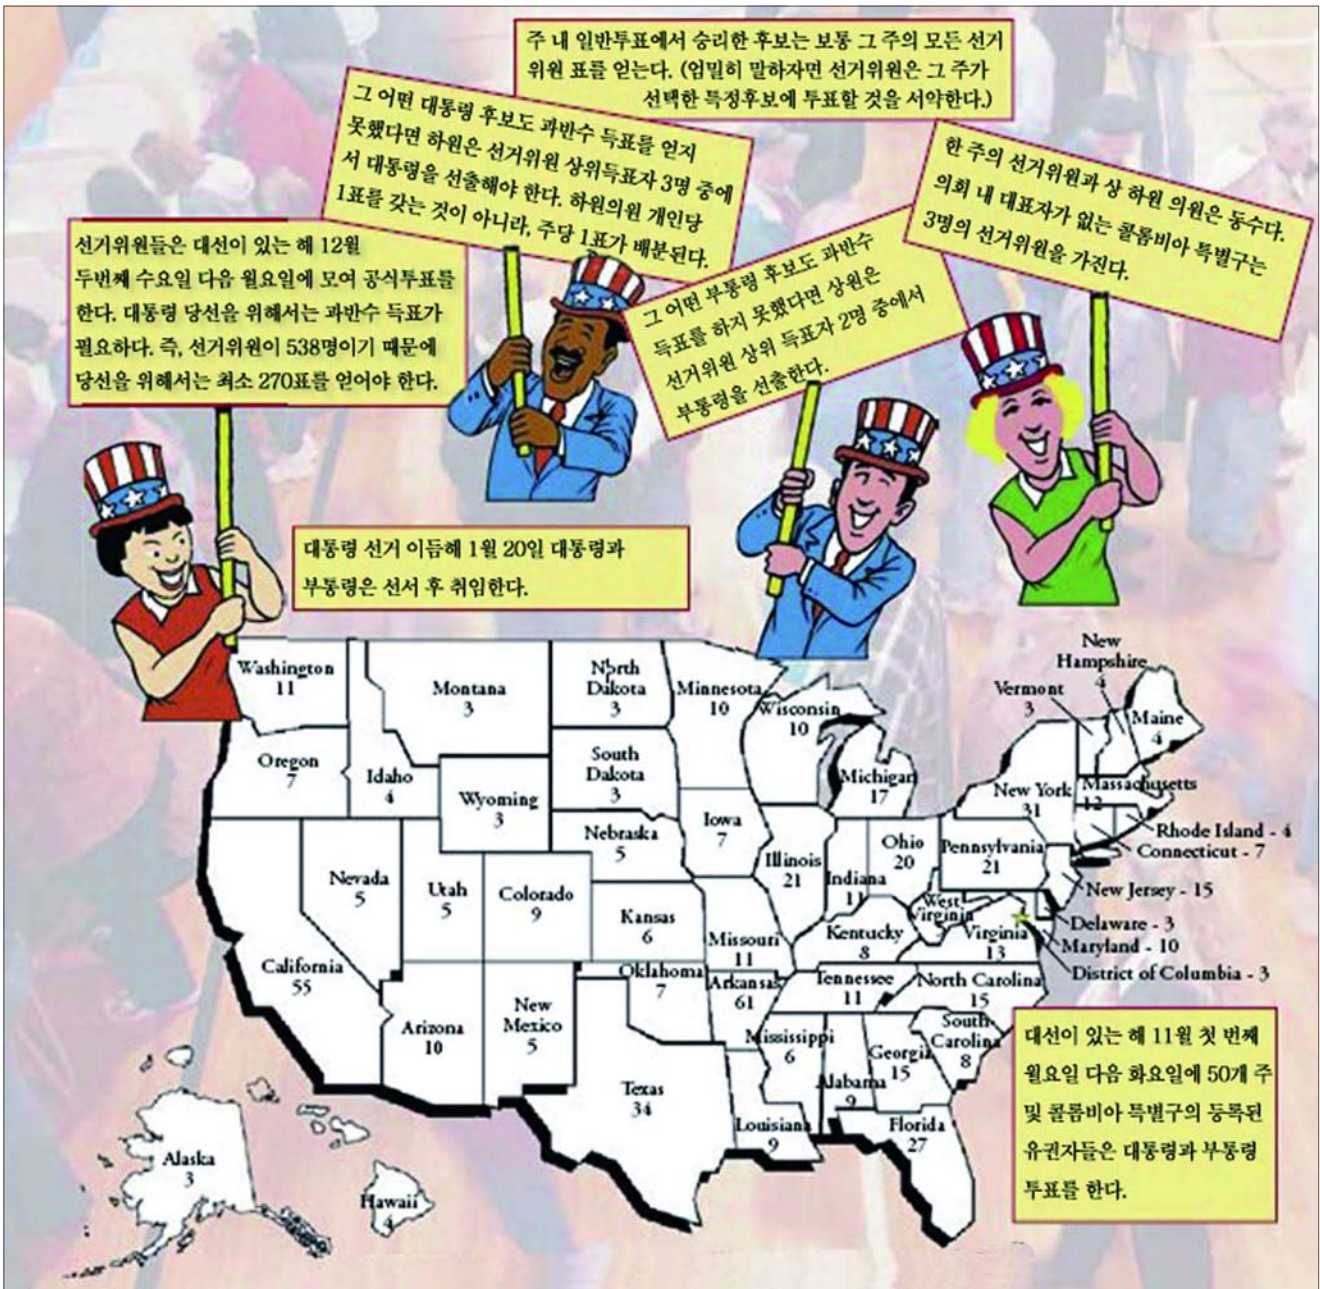 주 내 일반투표에서 승리한 후보는 보통 그 주의 모든 선거
위원 표를 얻는다. (엄밀히 말하자면 선거위원은 그 주가
선택한 특정후보에 투표할 것을 서약한다.)
그 어떤 대통령 후보도 과반수 득표를 얻지
못했다면 하원은 선거위원 상위득표자 3명 중에
서 대통령을 선출해야 한다. 하원의원 개인당
1표를 갖는 것이 아니라, 주당 1표가 배분된다.
한 주의 선거위원과 상 하원 의원은 동수다.
의회 내 대표자가 없는 콜롬비아 특별구는
3명의 선거위원을 가진다.
선거위원들은 대선이 있는 해 12월
두번째 수요일 다음 월요일에 모여 공식투표를
한다. 대통령 당선을 위해서는 과반수 득표가
필요하다. 즉, 선거위원이 538명이기 때문에
당선을 위해서는 최소 270표를 얻어야 한다.
그 어떤 부통령 후보도 과반수
득표를 하지 못했다면 상원은
선거위원 상위 득표자 2명 중에서
부통령을 선출한다.
대통령 선거 이듬해 1월 20일 대통령과
부통령은 선서 후 취임한다.
Washington
11
Montana
3
North
Dakota
3
Minnesota
10
Wisconsin
10
New
Hampshire
4
Vermont
3
Maine
4
Oregon
7
Idaho
4
Wyoming
3
South
Dakota
3
Michigan
17
New York
31
Massachusetts
12
Nebraska
5
Iowa
7
Illinois
21
Indiana
11
Ohio
20
Pennsylvania
21
Rhode Island - 4
Connecticut - 7
New Jersey - 15
Delaware - 3
Maryland - 10
District of Columbia - 3
Nevada
5
Utah
5
Colorado
9
Kansas
6
Missouri
11
Kentucky
8
West
Virginia
Virginia
13
California
55
Arizona
10
New
Mexico
5
Oklahoma
7
Arkansas
61
Tennessee
11
North Carolina
15
South
Carolina
8
Mississippi
6
Alabama
9
Georgia
15
Texas
34
Louisiana
9
Florida
27
Alaska
3
Hawaii
4
대선이 있는 해 11월 첫 번째
월요일 다음 화요일에 50개 주
및 콜롬비아 특별구의 등록된
유권자들은 대통령과 부통령
투표를 한다.